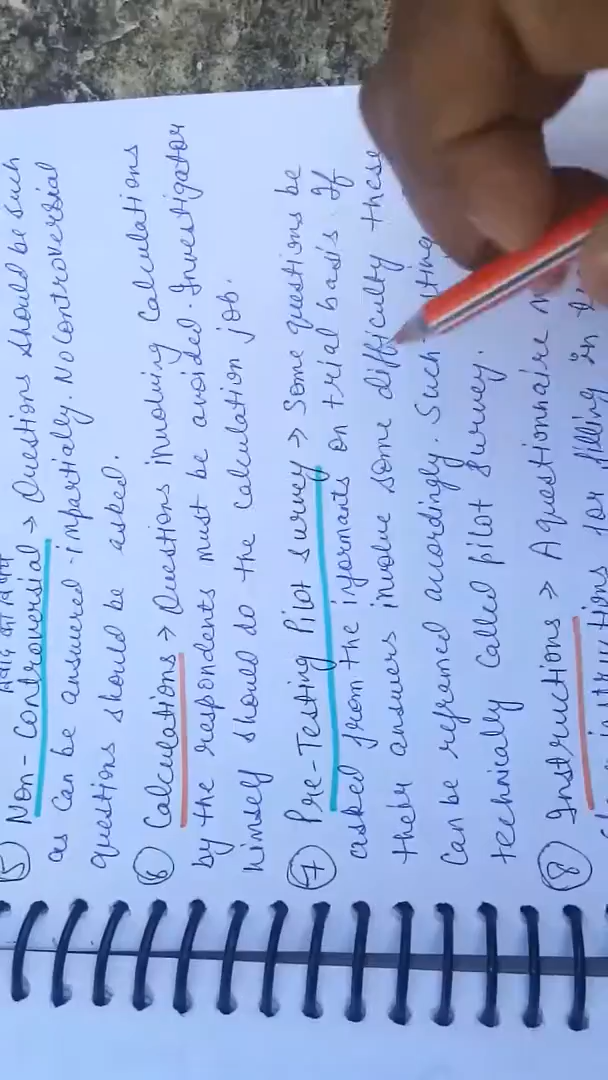 ⑤ Non-Controversial → Questions should be such
as can be answered impartially. No controversial
questions should be asked.
⑥ Calculations → Questions involving calculations
by the respondents must be avoided. Investigator
himself should do the calculation job.
⑦ Pre-Testing Pilot Survey → Some questions be
asked from the informants on trial basis. If
their answers involve some difficulty these
can be reframed accordingly. Such
technically called pilot survey.
⑧ Instructions → A questionnaire
for filling in